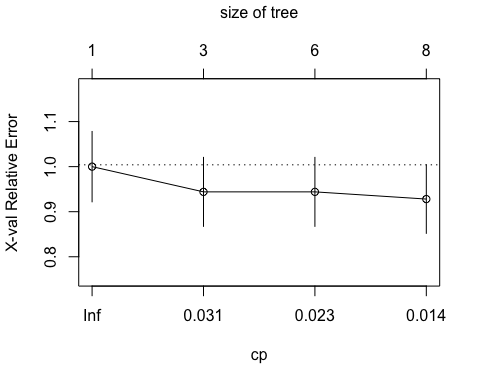 size of tree
1 3 6 8
X-val Relative Error
1.1
1.0
0.9
0.8
Inf 0.031 0.023 0.014
cp